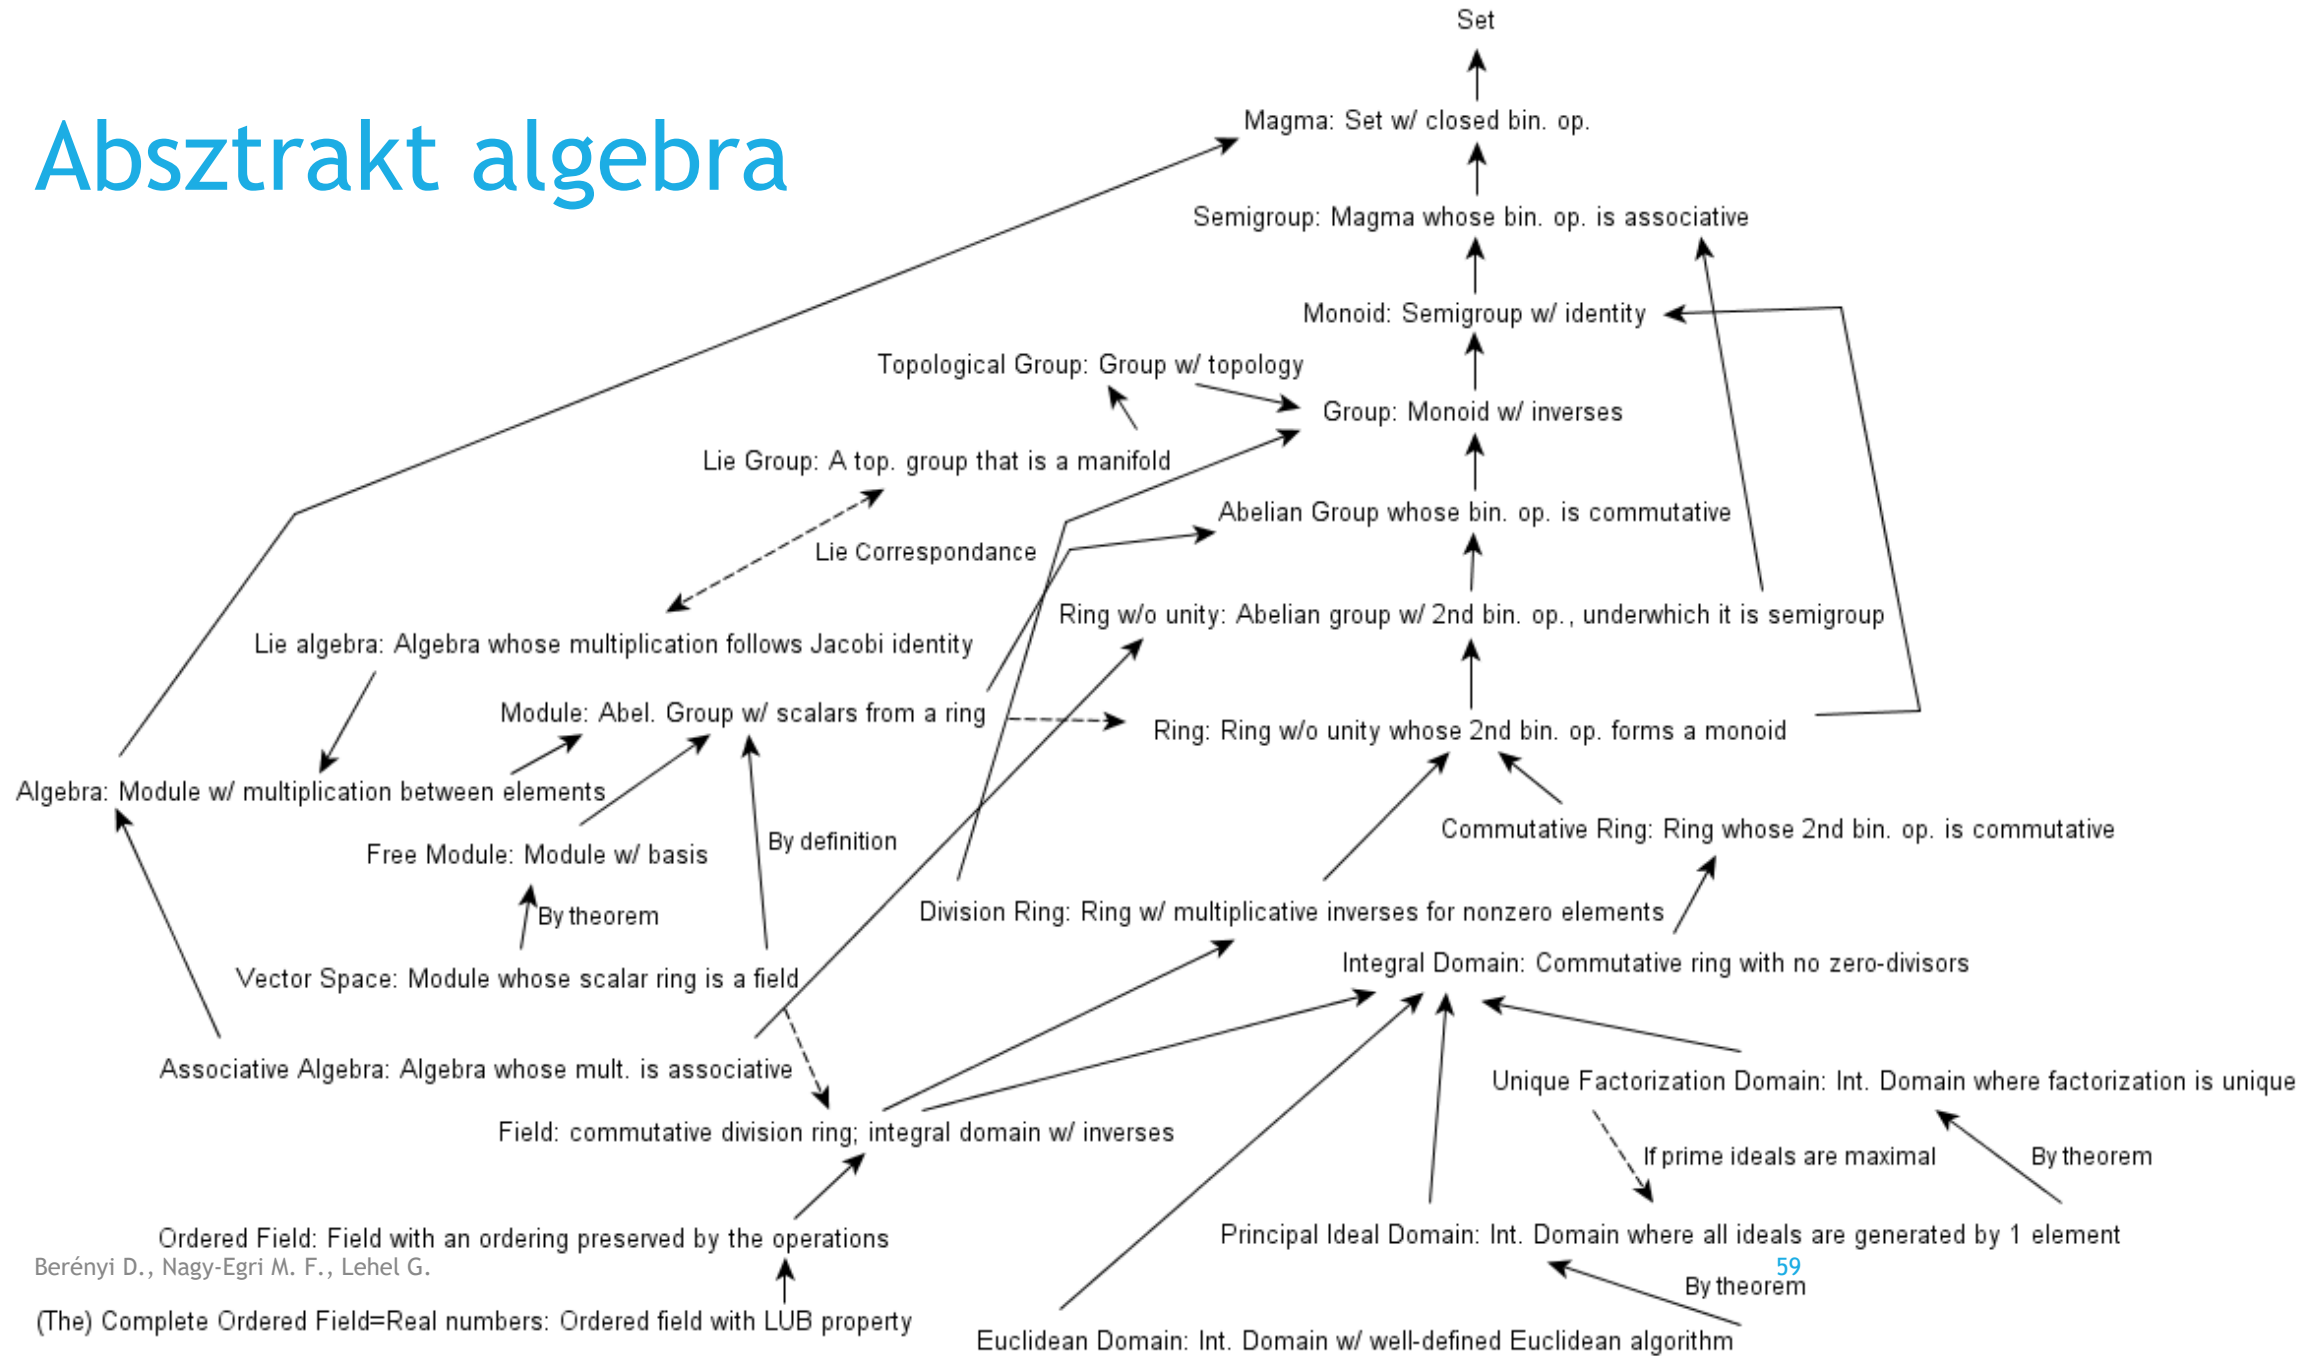 Set
Absztrakt algebra
Magma: Set w/ closed bin. op.
Semigroup: Magma whose bin. op. is associative
Monoid: Semigroup w/ identity
Topological Group: Group w/ topology
Group: Monoid w/ inverses
Lie Group: A top. group that is a manifold
Abelian Group whose bin. op. is commutative
Lie Correspondance
Ring w/o unity: Abelian group w/ 2nd bin. op., underwhich it is semigroup
Lie algebra: Algebra whose multiplication follows Jacobi identity
Module: Abel. Group w/ scalars from a ring
Ring: Ring w/o unity whose 2nd bin. op. forms a monoid
Algebra: Module w/ multiplication between elements
Commutative Ring: Ring whose 2nd bin. op. is commutative
By definition
Free Module: Module w/ basis
Division Ring: Ring w/ multiplicative inverses for nonzero elements
By theorem
Integral Domain: Commutative ring with no zero-divisors
Vector Space: Module whose scalar ring is a field
Associative Algebra: Algebra whose mult. is associative
Unique Factorization Domain: Int. Domain where factorization is unique
Field: commutative division ring; integral domain w/ inverses
If prime ideals are maximal
By theorem
Principal Ideal Domain: Int. Domain where all ideals are generated by 1 element
Ordered Field: Field with an ordering preserved by the operations
Berényi D., Nagy-Egri M. F., Lehel G.
59
By theorem
(The) Complete Ordered Field=Real numbers: Ordered field with LUB property
Euclidean Domain: Int. Domain w/ well-defined Euclidean algorithm